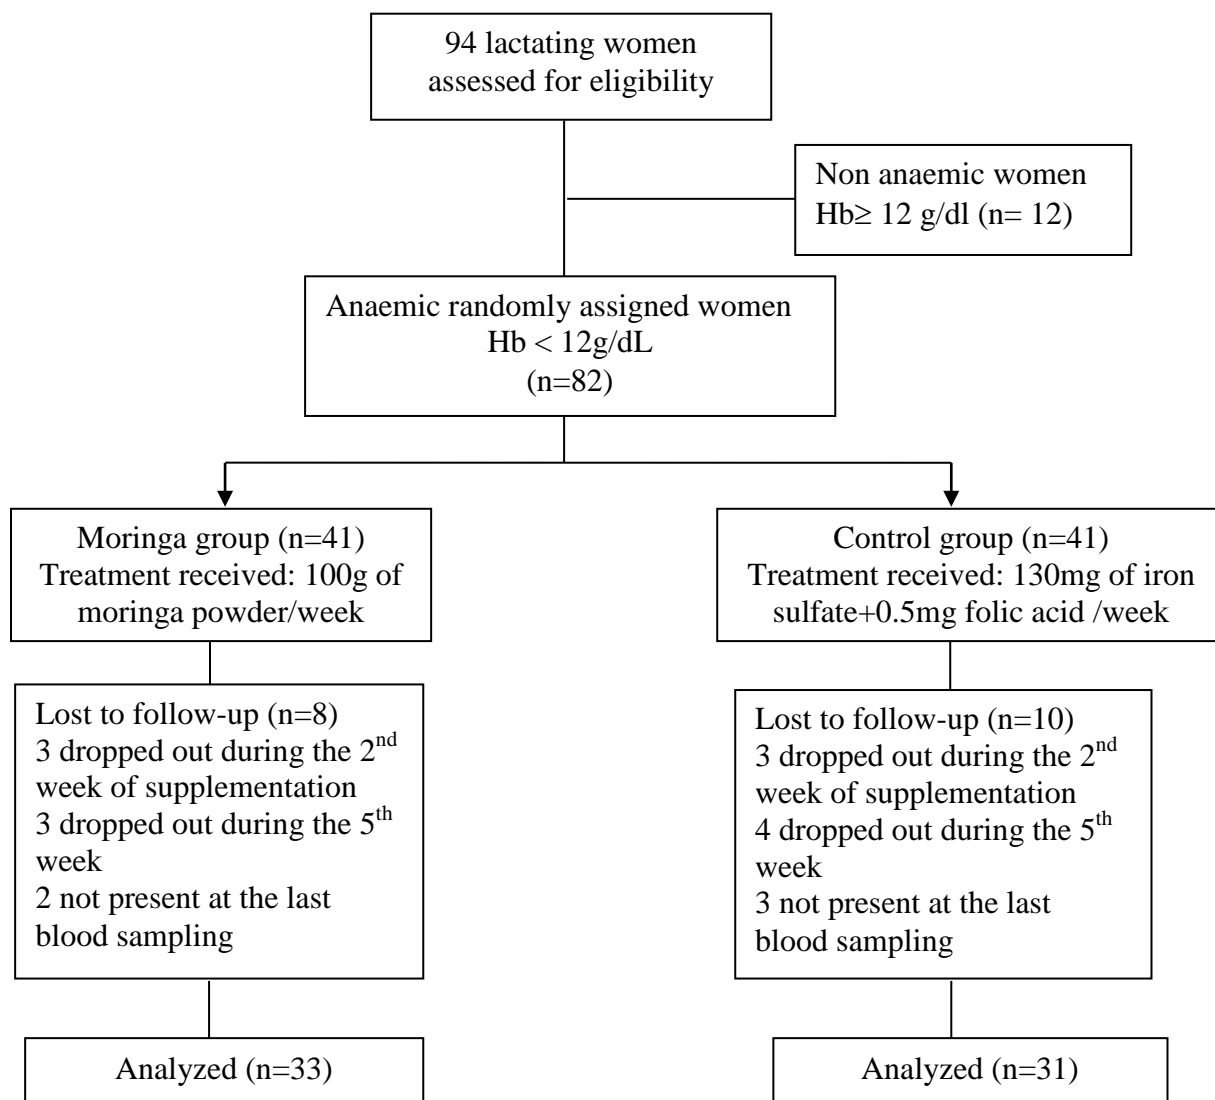 94 lactating women
assessed for eligibility
Non anaemic women
Hb≥ 12 g/dl (n= 12)
Anaemic randomly assigned women
Hb < 12g/dL
(n=82)
Moringa group (n=41)
Treatment received: 100g of
moringa powder/week
Control group (n=41)
Treatment received: 130mg of iron
sulfate+0.5mg folic acid /week
Lost to follow-up (n=8)
3 dropped out during the 2nd
week of supplementation
3 dropped out during the 5th
week
2 not present at the last
blood sampling
Lost to follow-up (n=10)
3 dropped out during the 2nd
week of supplementation
4 dropped out during the 5th
week
3 not present at the last
blood sampling
Analyzed (n=33)
Analyzed (n=31)